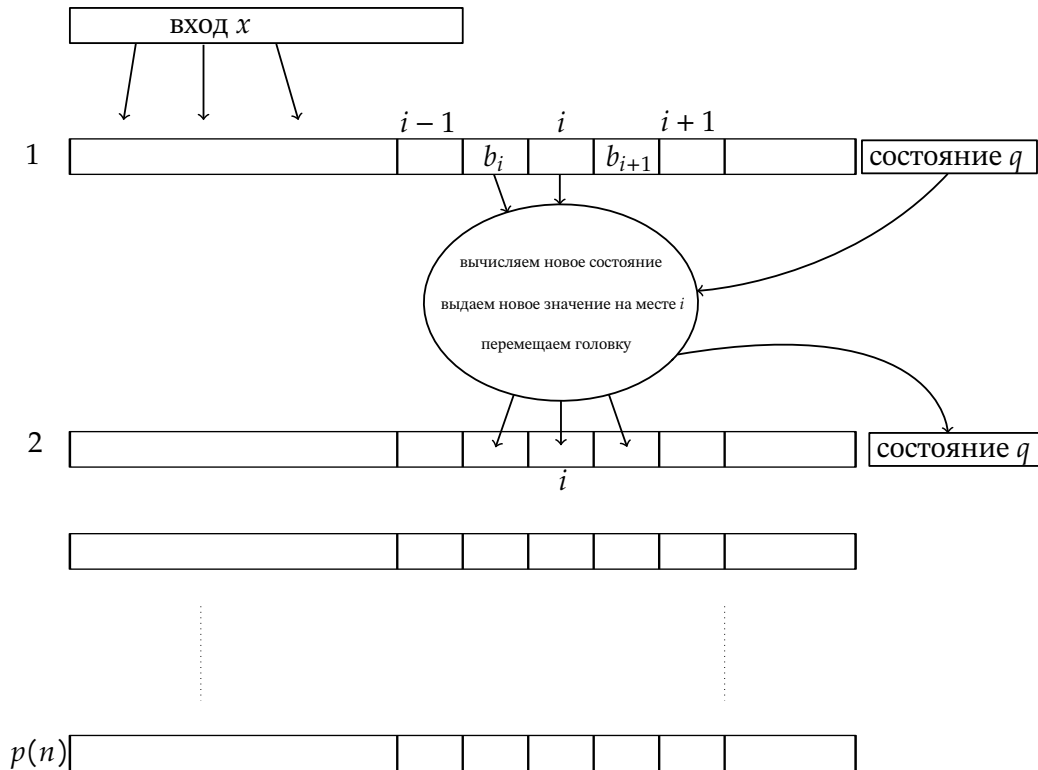 вход x
i − 1 i i + 1
1 b_i b_{i+1} состояние q
вычисляем новое состояние
выдаем новое значение на месте i
перемещаем головку
2 состояние q
i
p(n)